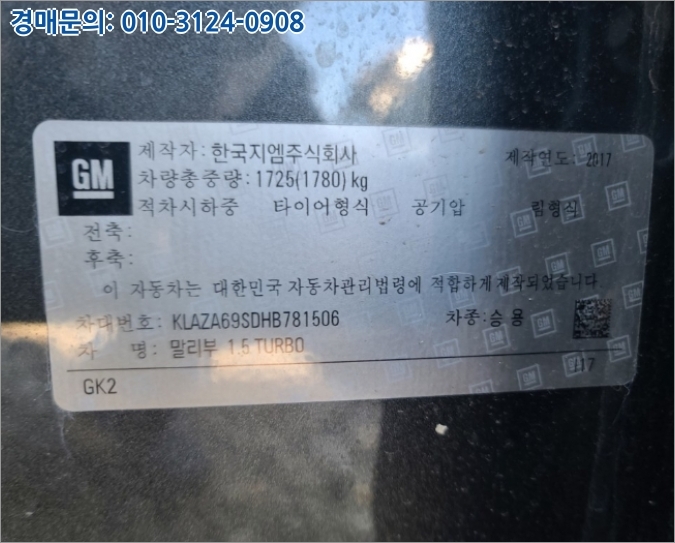 경매문의: 010-3124-0908
GM
제작자: 한국지엠주식회사 제작연도: 2017
차량총중량: 1725(1780) kg
적차시하중 타이어형식 공기압 림형식
전축:
후축:
이 자동차는 대한민국 자동차관리법령에 적합하게 제작되었습니다
차대번호: KLAZA69SDHB781506 차종: 승용
차 명: 말리부 1.5 TURBO
/17
GK2